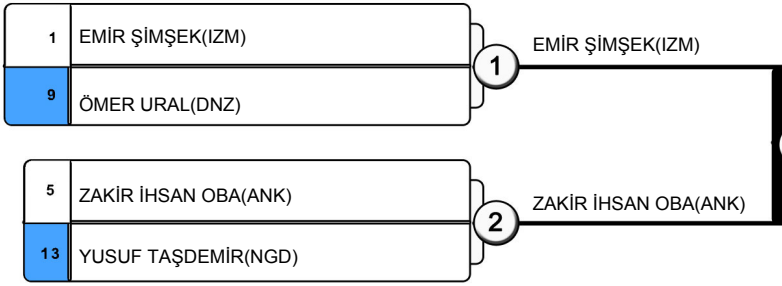 1 EMİR ŞİMŞEK(IZM)
9 ÖMER URAL(DNZ)
1 EMİR ŞİMŞEK(IZM)
5 ZAKİR İHSAN OBA(ANK)
13 YUSUF TAŞDEMİR(NGD)
2 ZAKİR İHSAN OBA(ANK)